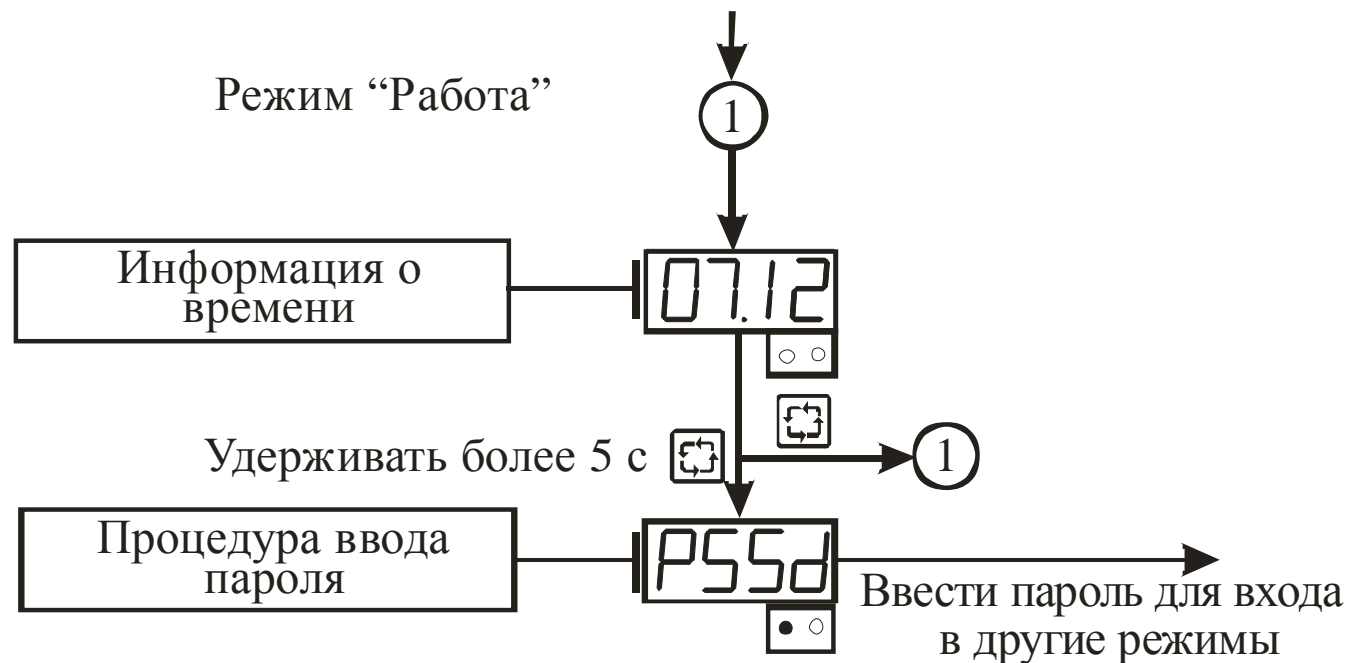 Режим “Работа”
1
Информация о
времени
07.12
Удерживать более 5 с
1
Процедура ввода
пароля
PSSd
Ввести пароль для входа
в другие режимы